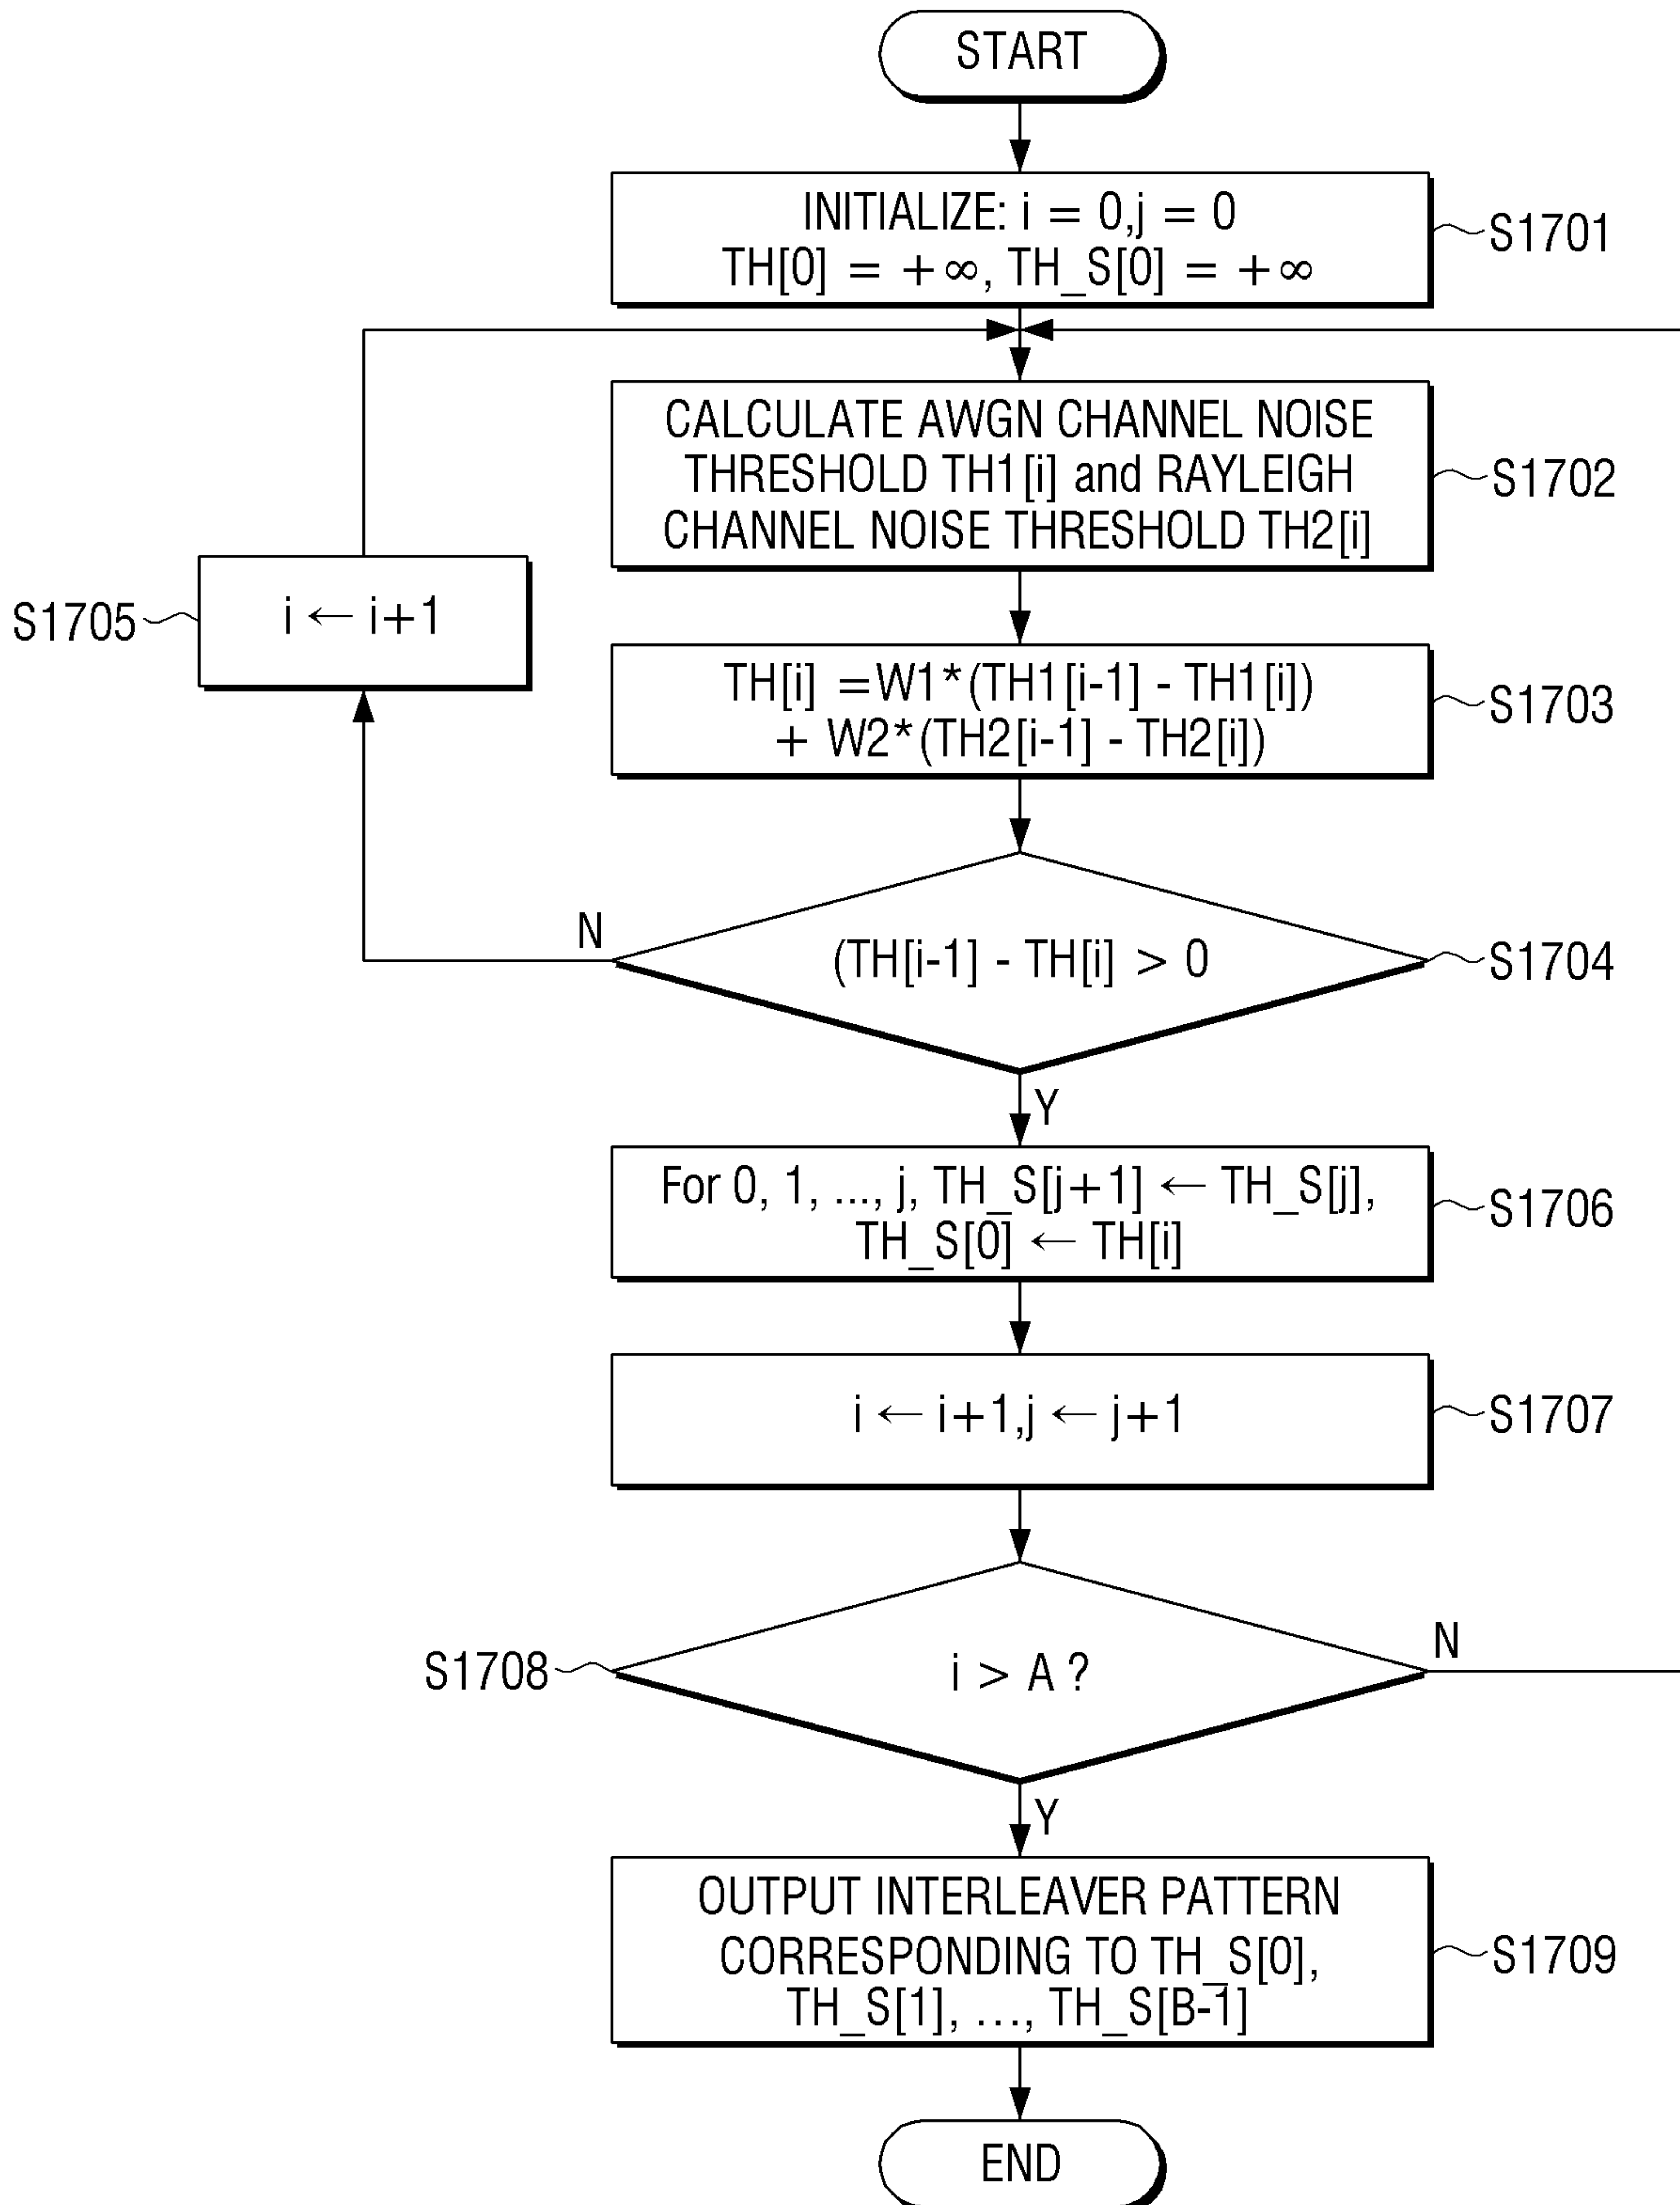 START
INITIALIZE: i = 0,j = 0
TH[0] = +∞, TH_S[0] = +∞
S1701
CALCULATE AWGN CHANNEL NOISE
THRESHOLD TH1[i] and RAYLEIGH
CHANNEL NOISE THRESHOLD TH2[i]
S1702
S1705
i ← i+1
TH[i] =W1*(TH1[i-1] - TH1[i])
+ W2*(TH2[i-1] - TH2[i])
S1703
N
(TH[i-1] - TH[i] > 0
S1704
Y
For 0, 1, ..., j, TH_S[j+1] ← TH_S[j],
TH_S[0] ← TH[i]
S1706
i ← i+1,j ← j+1
S1707
S1708
i > A ?
N
Y
OUTPUT INTERLEAVER PATTERN
CORRESPONDING TO TH_S[0],
TH_S[1], ..., TH_S[B-1]
S1709
END